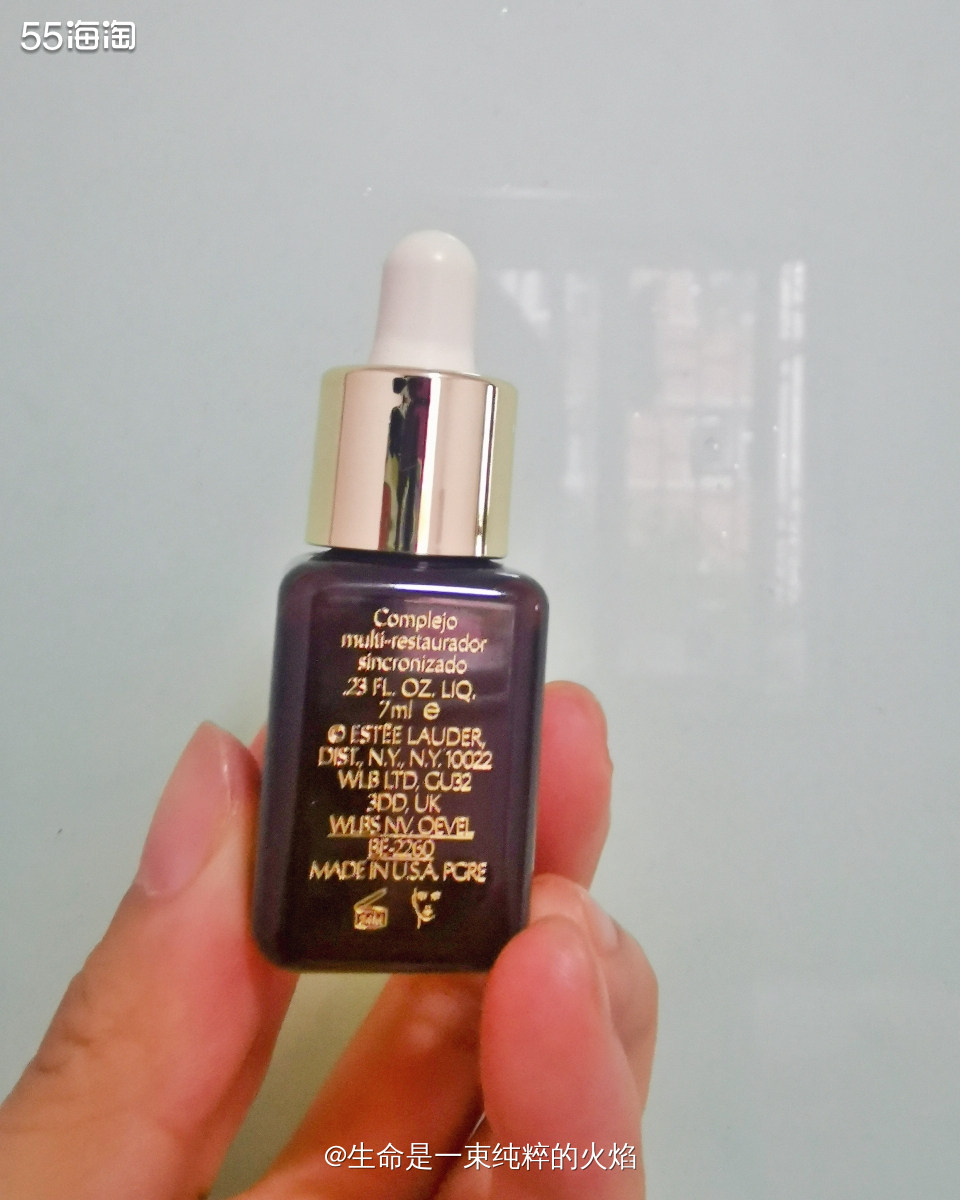 55海淘
Complejo
multi-restaurador
sincronizado
.23 FL. OZ. LIQ.
7ml e
© ESTĒE LAUDER,
DIST., N.Y., N.Y. 10022
WLB LTD, GU32
3DD, UK
WLBS NV, OEVEL
BE-2260
MADE IN U.S.A. PGRE
@生命是一束纯粹的火焰